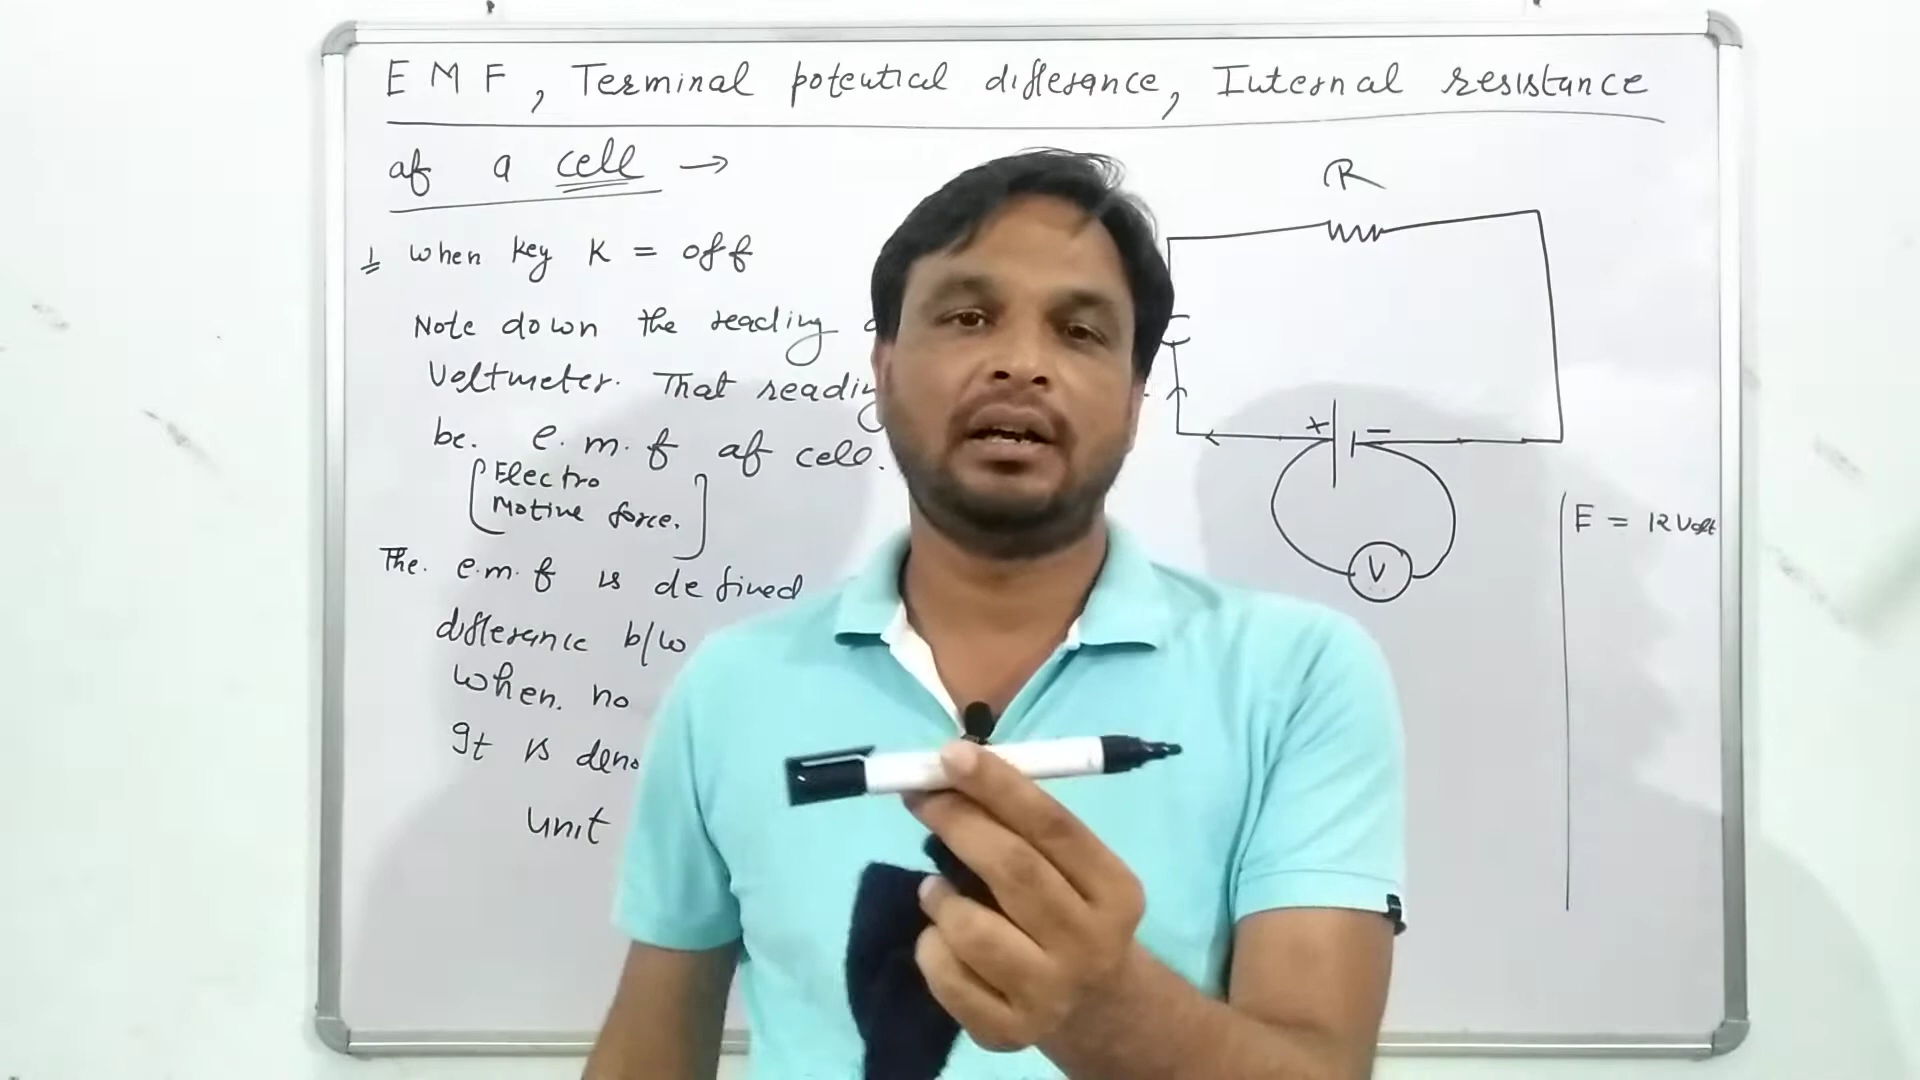 EMF, Terminal potential difference, Internal resistance
of a cell →
1 When key K = off
Note down the reading
Voltmeter. That reading
be. e.m.f of cell.
[Electro
Motive force.]
The. e.m.f is defined
difference b/w
when. no
It is deno
Unit
R
+ -
V
E = 12 Volt